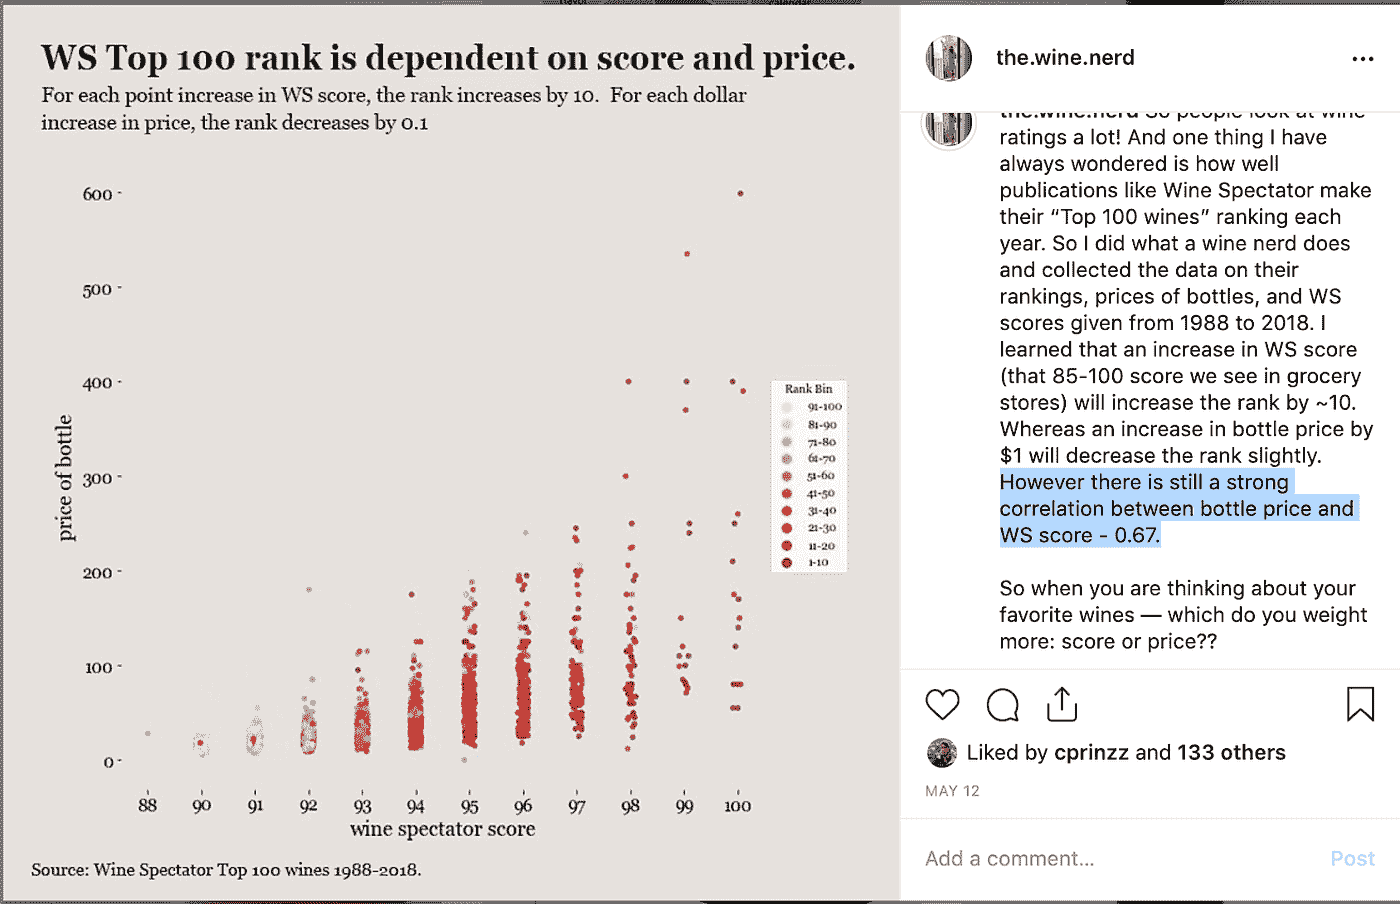 WS Top 100 rank is dependent on score and price.
For each point increase in WS score, the rank increases by 10. For each dollar
increase in price, the rank decreases by 0.1
600
500
400
300
200
100
0
price of bottle
88
90
91
92
93
94
95
96
97
98
99
100
wine spectator score
Rank Bin
91-100
81-90
71-80
61-70
51-60
41-50
31-40
21-30
11-20
1-10
Source: Wine Spectator Top 100 wines 1988-2018.
the.wine.nerd
the.wine.nerd So people look at wine
ratings a lot! And one thing I have
always wondered is how well
publications like Wine Spectator make
their “Top 100 wines” ranking each
year. So I did what a wine nerd does
and collected the data on their
rankings, prices of bottles, and WS
scores given from 1988 to 2018. I
learned that an increase in WS score
(that 85-100 score we see in grocery
stores) will increase the rank by ~10.
Whereas an increase in bottle price by
$1 will decrease the rank slightly.
However there is still a strong
correlation between bottle price and
WS score - 0.67.
So when you are thinking about your
favorite wines — which do you weight
more: score or price??
Liked by cprinzz and 133 others
MAY 12
Add a comment...
Post